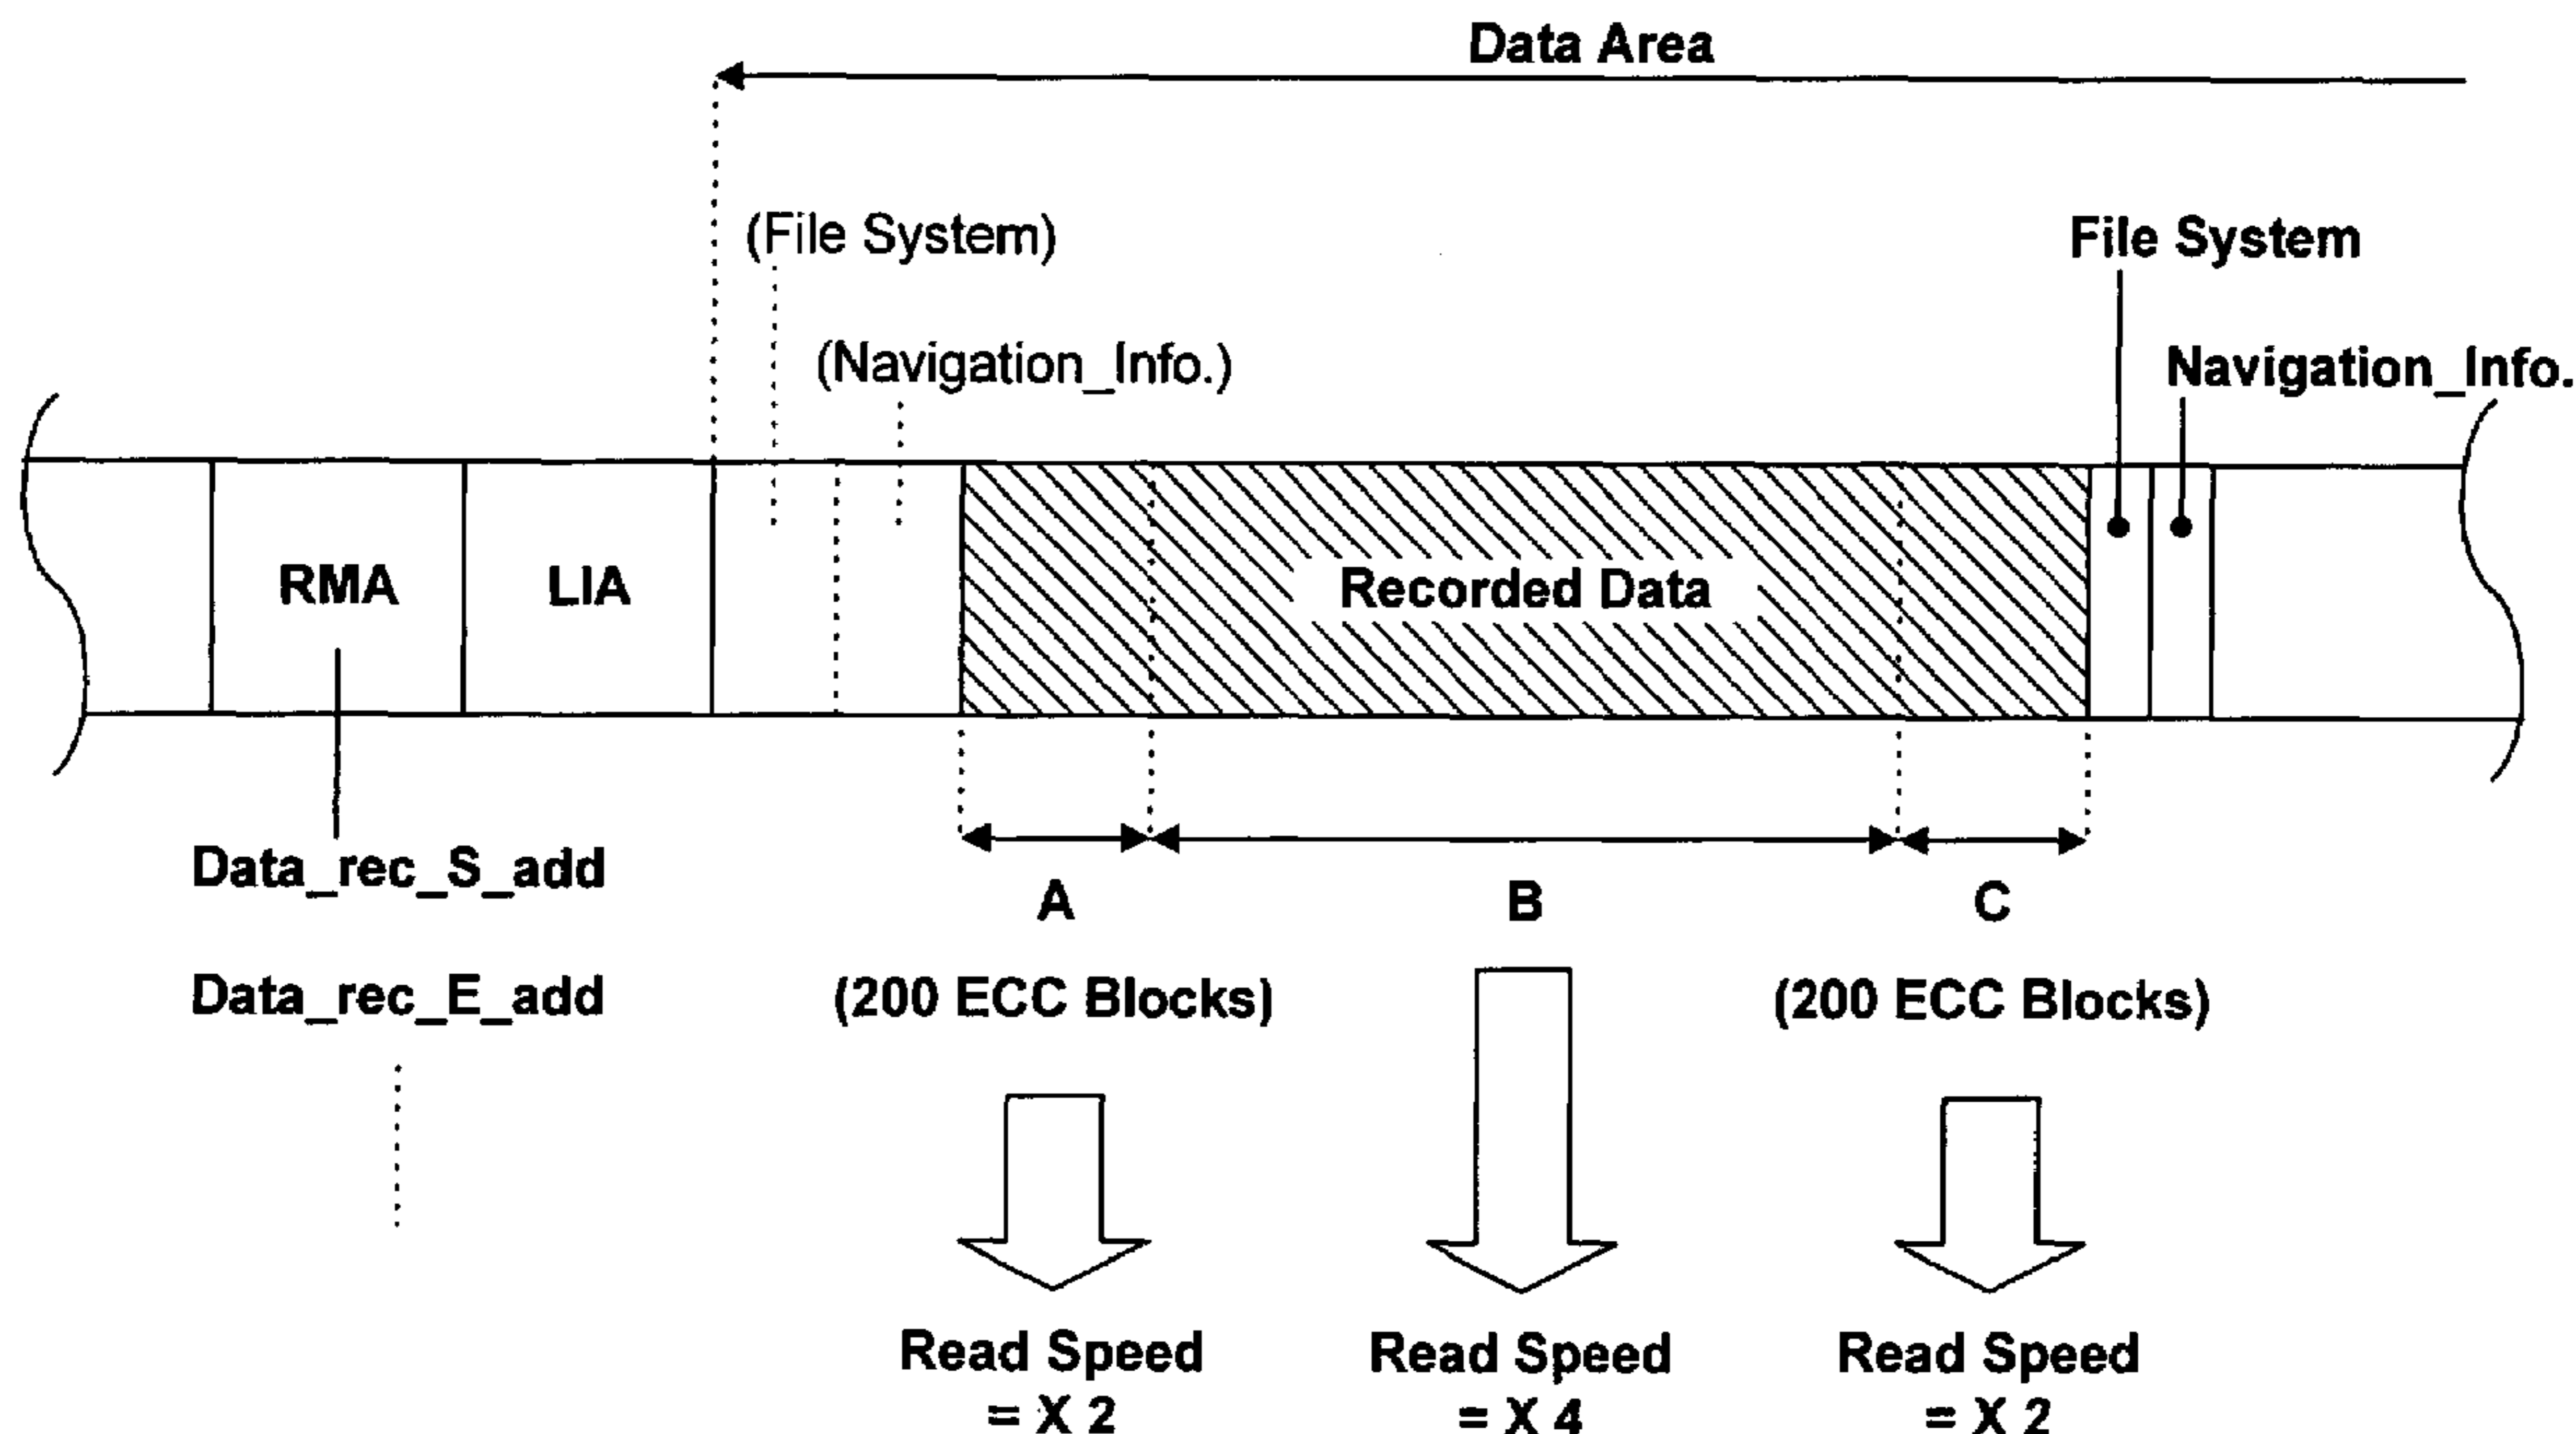 Data Area
(File System)
File System
(Navigation_Info.)
Navigation_Info.
RMA
LIA
Recorded Data
Data_rec_S_add
A
B
C
Data_rec_E_add
(200 ECC Blocks)
(200 ECC Blocks)
Read Speed
= X 2
Read Speed
= X 4
Read Speed
= X 2